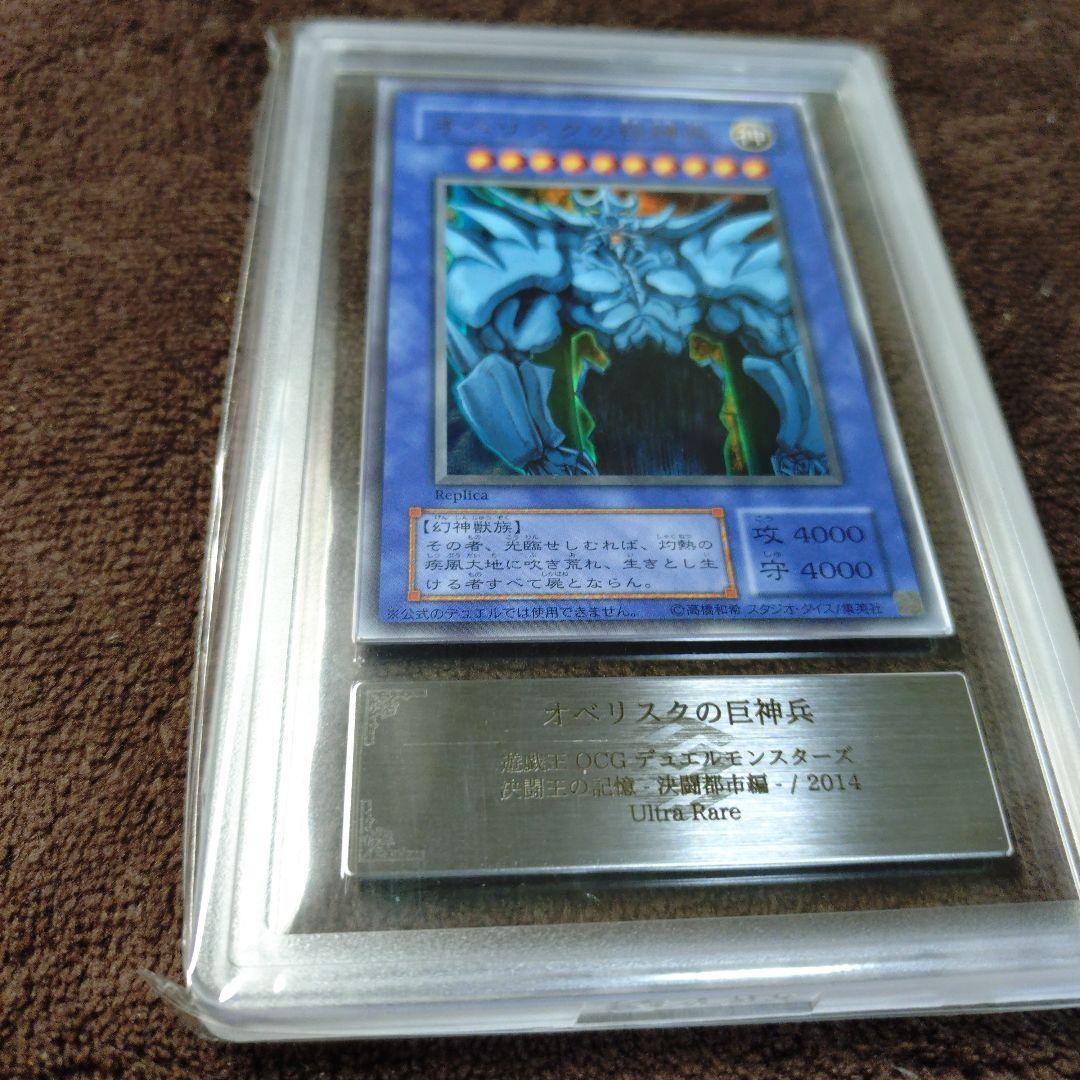 オベリスクの巨神兵
神
Replica
【幻神獣族】
その者、光臨せしむれば、灼熱の
疾風大地に吹き荒れ、生きとし生
ける者すべて屍とならん。
攻 4000
守 4000
※公式のデュエルでは使用できません。
©高橋和希 スタジオ・ダイス/集英社
オベリスクの巨神兵
遊戯王 OCG デュエルモンスターズ
決闘王の記憶 - 決闘都市編 - / 2014
Ultra Rare